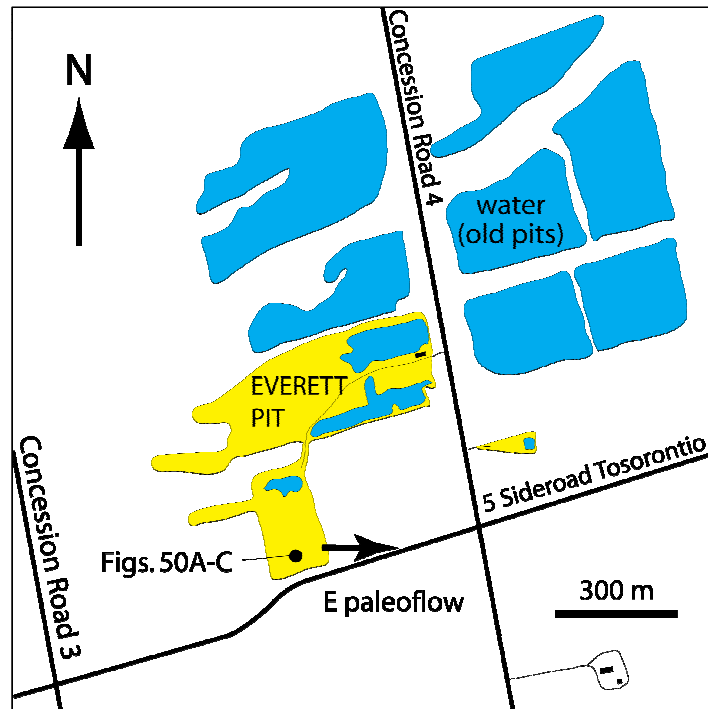 N
Concession Road 4
water
(old pits)
EVERETT
PIT
Concession Road 3
5 Sideroad Tosorontio
Figs. 50A-C
E paleoflow
300 m